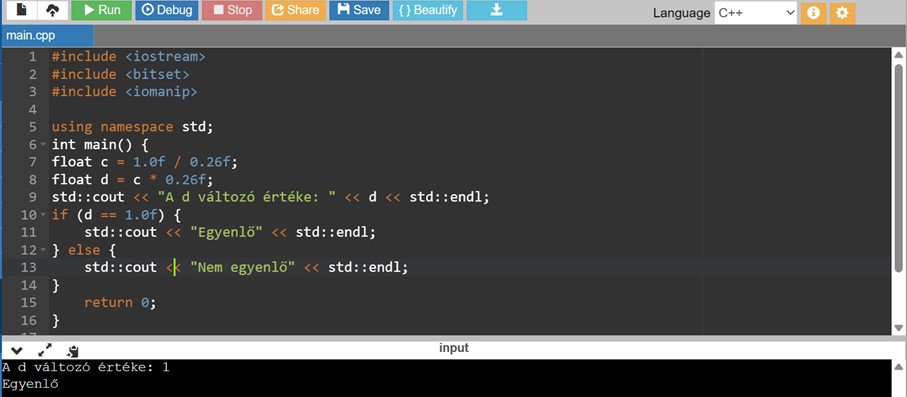 Run Debug Stop Share Save { } Beautify
Language C++
main.cpp
1 #include <iostream>
2 #include <bitset>
3 #include <iomanip>
4
5 using namespace std;
6 int main() {
7 float c = 1.0f / 0.26f;
8 float d = c * 0.26f;
9 std::cout << "A d változó értéke: " << d << std::endl;
10 if (d == 1.0f) {
11     std::cout << "Egyenlő" << std::endl;
12 } else {
13     std::cout << "Nem egyenlő" << std::endl;
14 }
15     return 0;
16 }
17
input
A d változó értéke: 1
Egyenlő